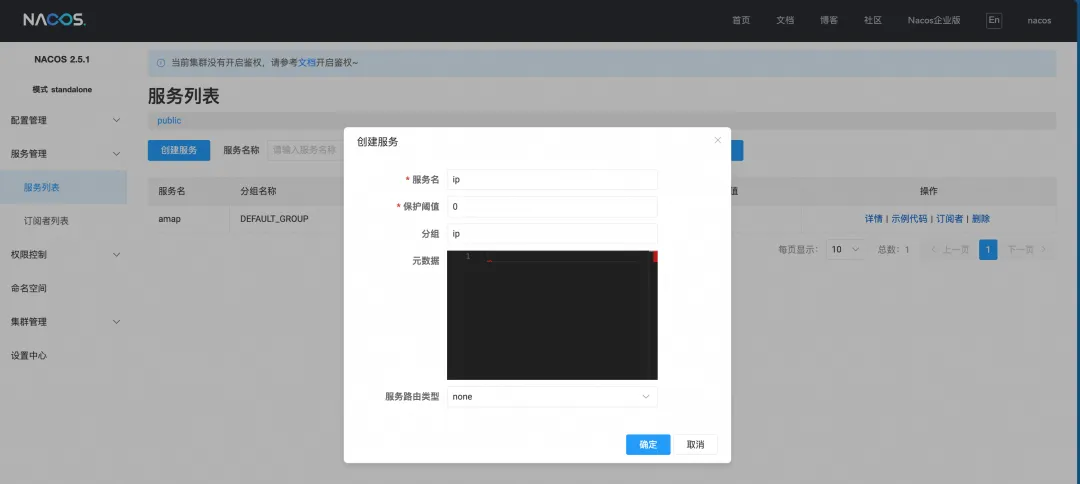 NACOS.
首页 文档 博客 社区 Nacos企业版 En nacos
NACOS 2.5.1
模式 standalone
配置管理
服务管理
服务列表
订阅者列表
权限控制
命名空间
集群管理
设置中心
当前集群没有开启鉴权，请参考文档开启鉴权~
服务列表
public
创建服务 服务名称 请输入服务名称
服务名 分组名称 值 操作
amap DEFAULT_GROUP 详情 | 示例代码 | 订阅者 | 删除
每页显示： 10 总数：1 上一页 1 下一页
创建服务
* 服务名 ip
* 保护阈值 0
分组 ip
元数据 1
服务路由类型 none
确定 取消